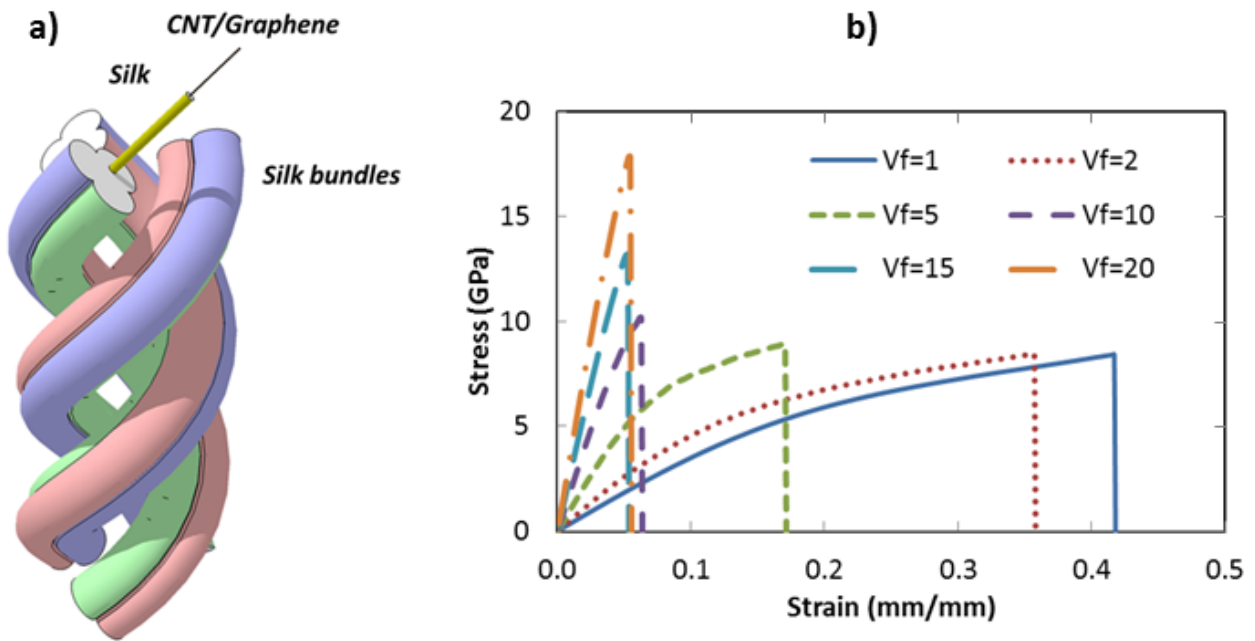 a)
CNT/Graphene
Silk
Silk bundles
b)
20
15
10
5
0
Stress (GPa)
Vf=1
Vf=2
Vf=5
Vf=10
Vf=15
Vf=20
0.0 0.1 0.2 0.3 0.4 0.5
Strain (mm/mm)